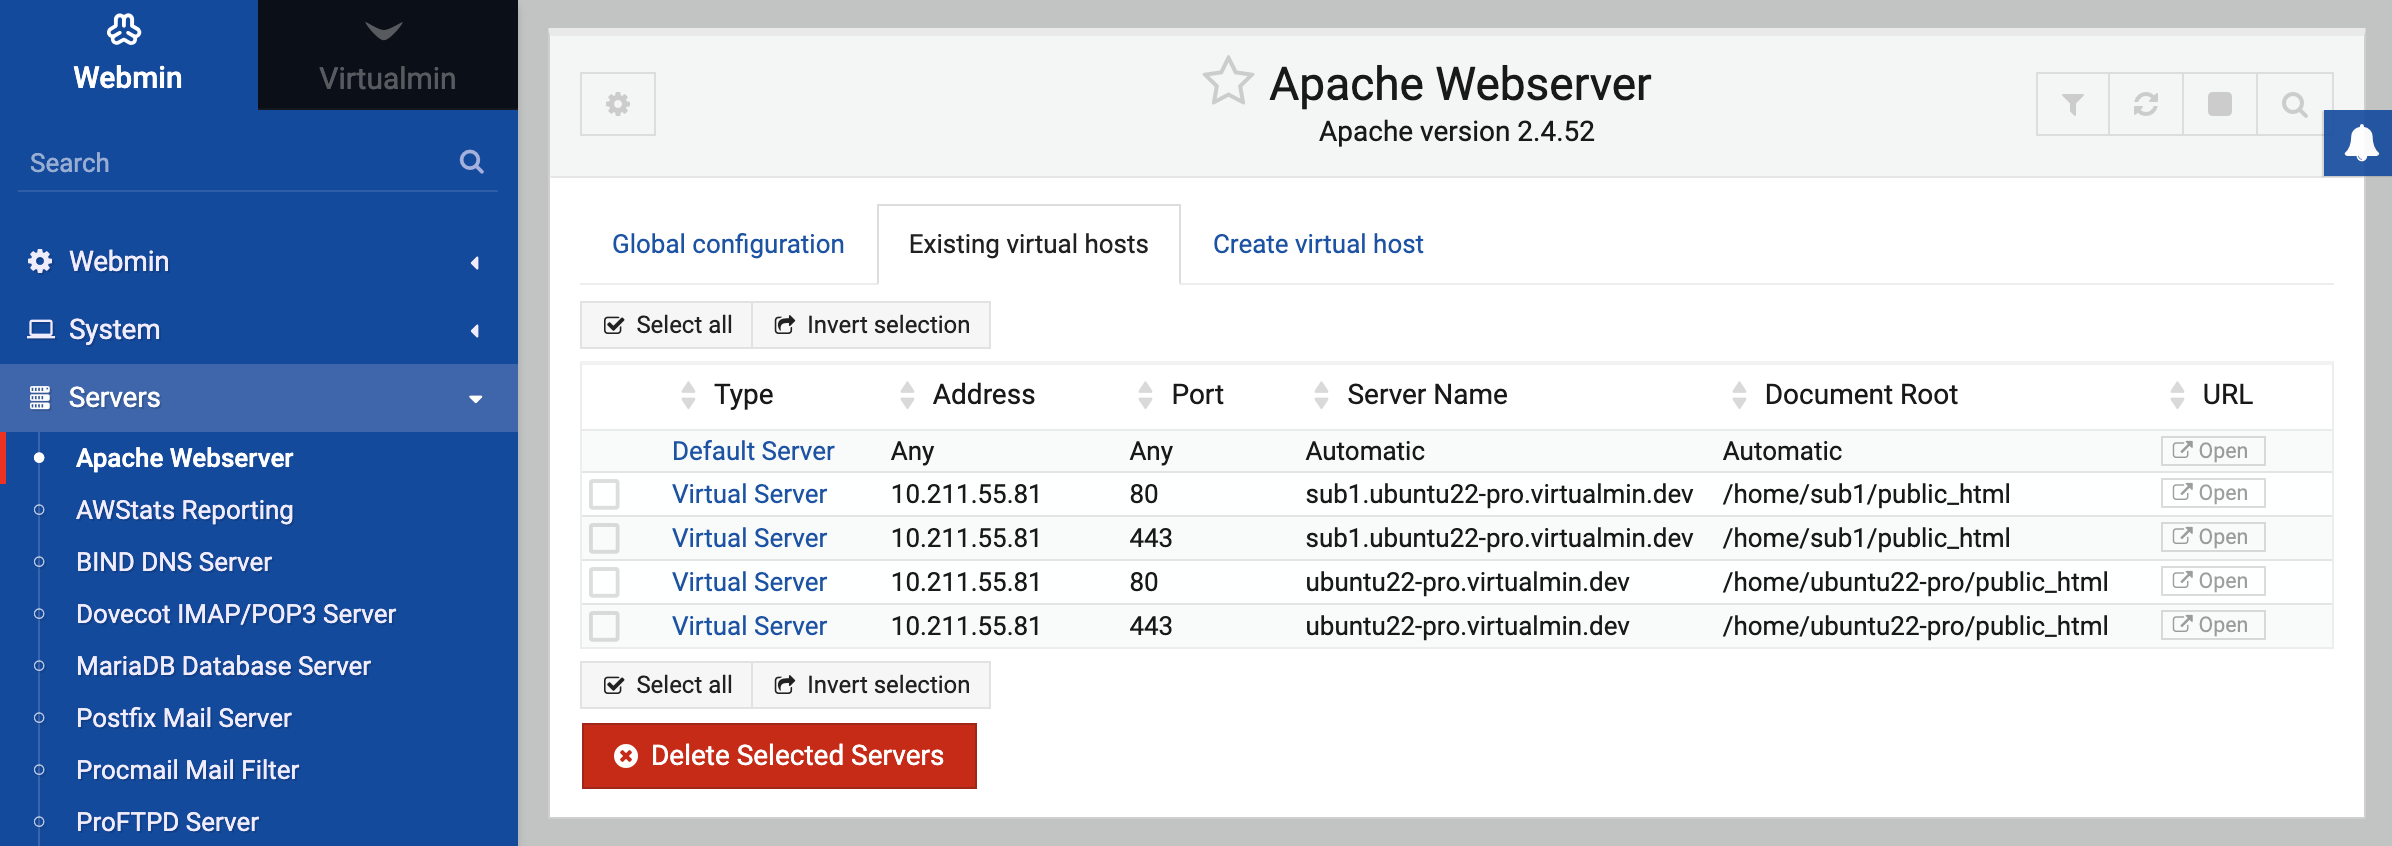 Webmin
Virtualmin
Search
Webmin
System
Servers
Apache Webserver
AWStats Reporting
BIND DNS Server
Dovecot IMAP/POP3 Server
MariaDB Database Server
Postfix Mail Server
Procmail Mail Filter
ProFTPD Server
Apache Webserver
Apache version 2.4.52
Global configuration Existing virtual hosts Create virtual host
Select all Invert selection
Type Address Port Server Name Document Root URL
Default Server Any Any Automatic Automatic Open
Virtual Server 10.211.55.81 80 sub1.ubuntu22-pro.virtualmin.dev /home/sub1/public_html Open
Virtual Server 10.211.55.81 443 sub1.ubuntu22-pro.virtualmin.dev /home/sub1/public_html Open
Virtual Server 10.211.55.81 80 ubuntu22-pro.virtualmin.dev /home/ubuntu22-pro/public_html Open
Virtual Server 10.211.55.81 443 ubuntu22-pro.virtualmin.dev /home/ubuntu22-pro/public_html Open
Select all Invert selection
Delete Selected Servers